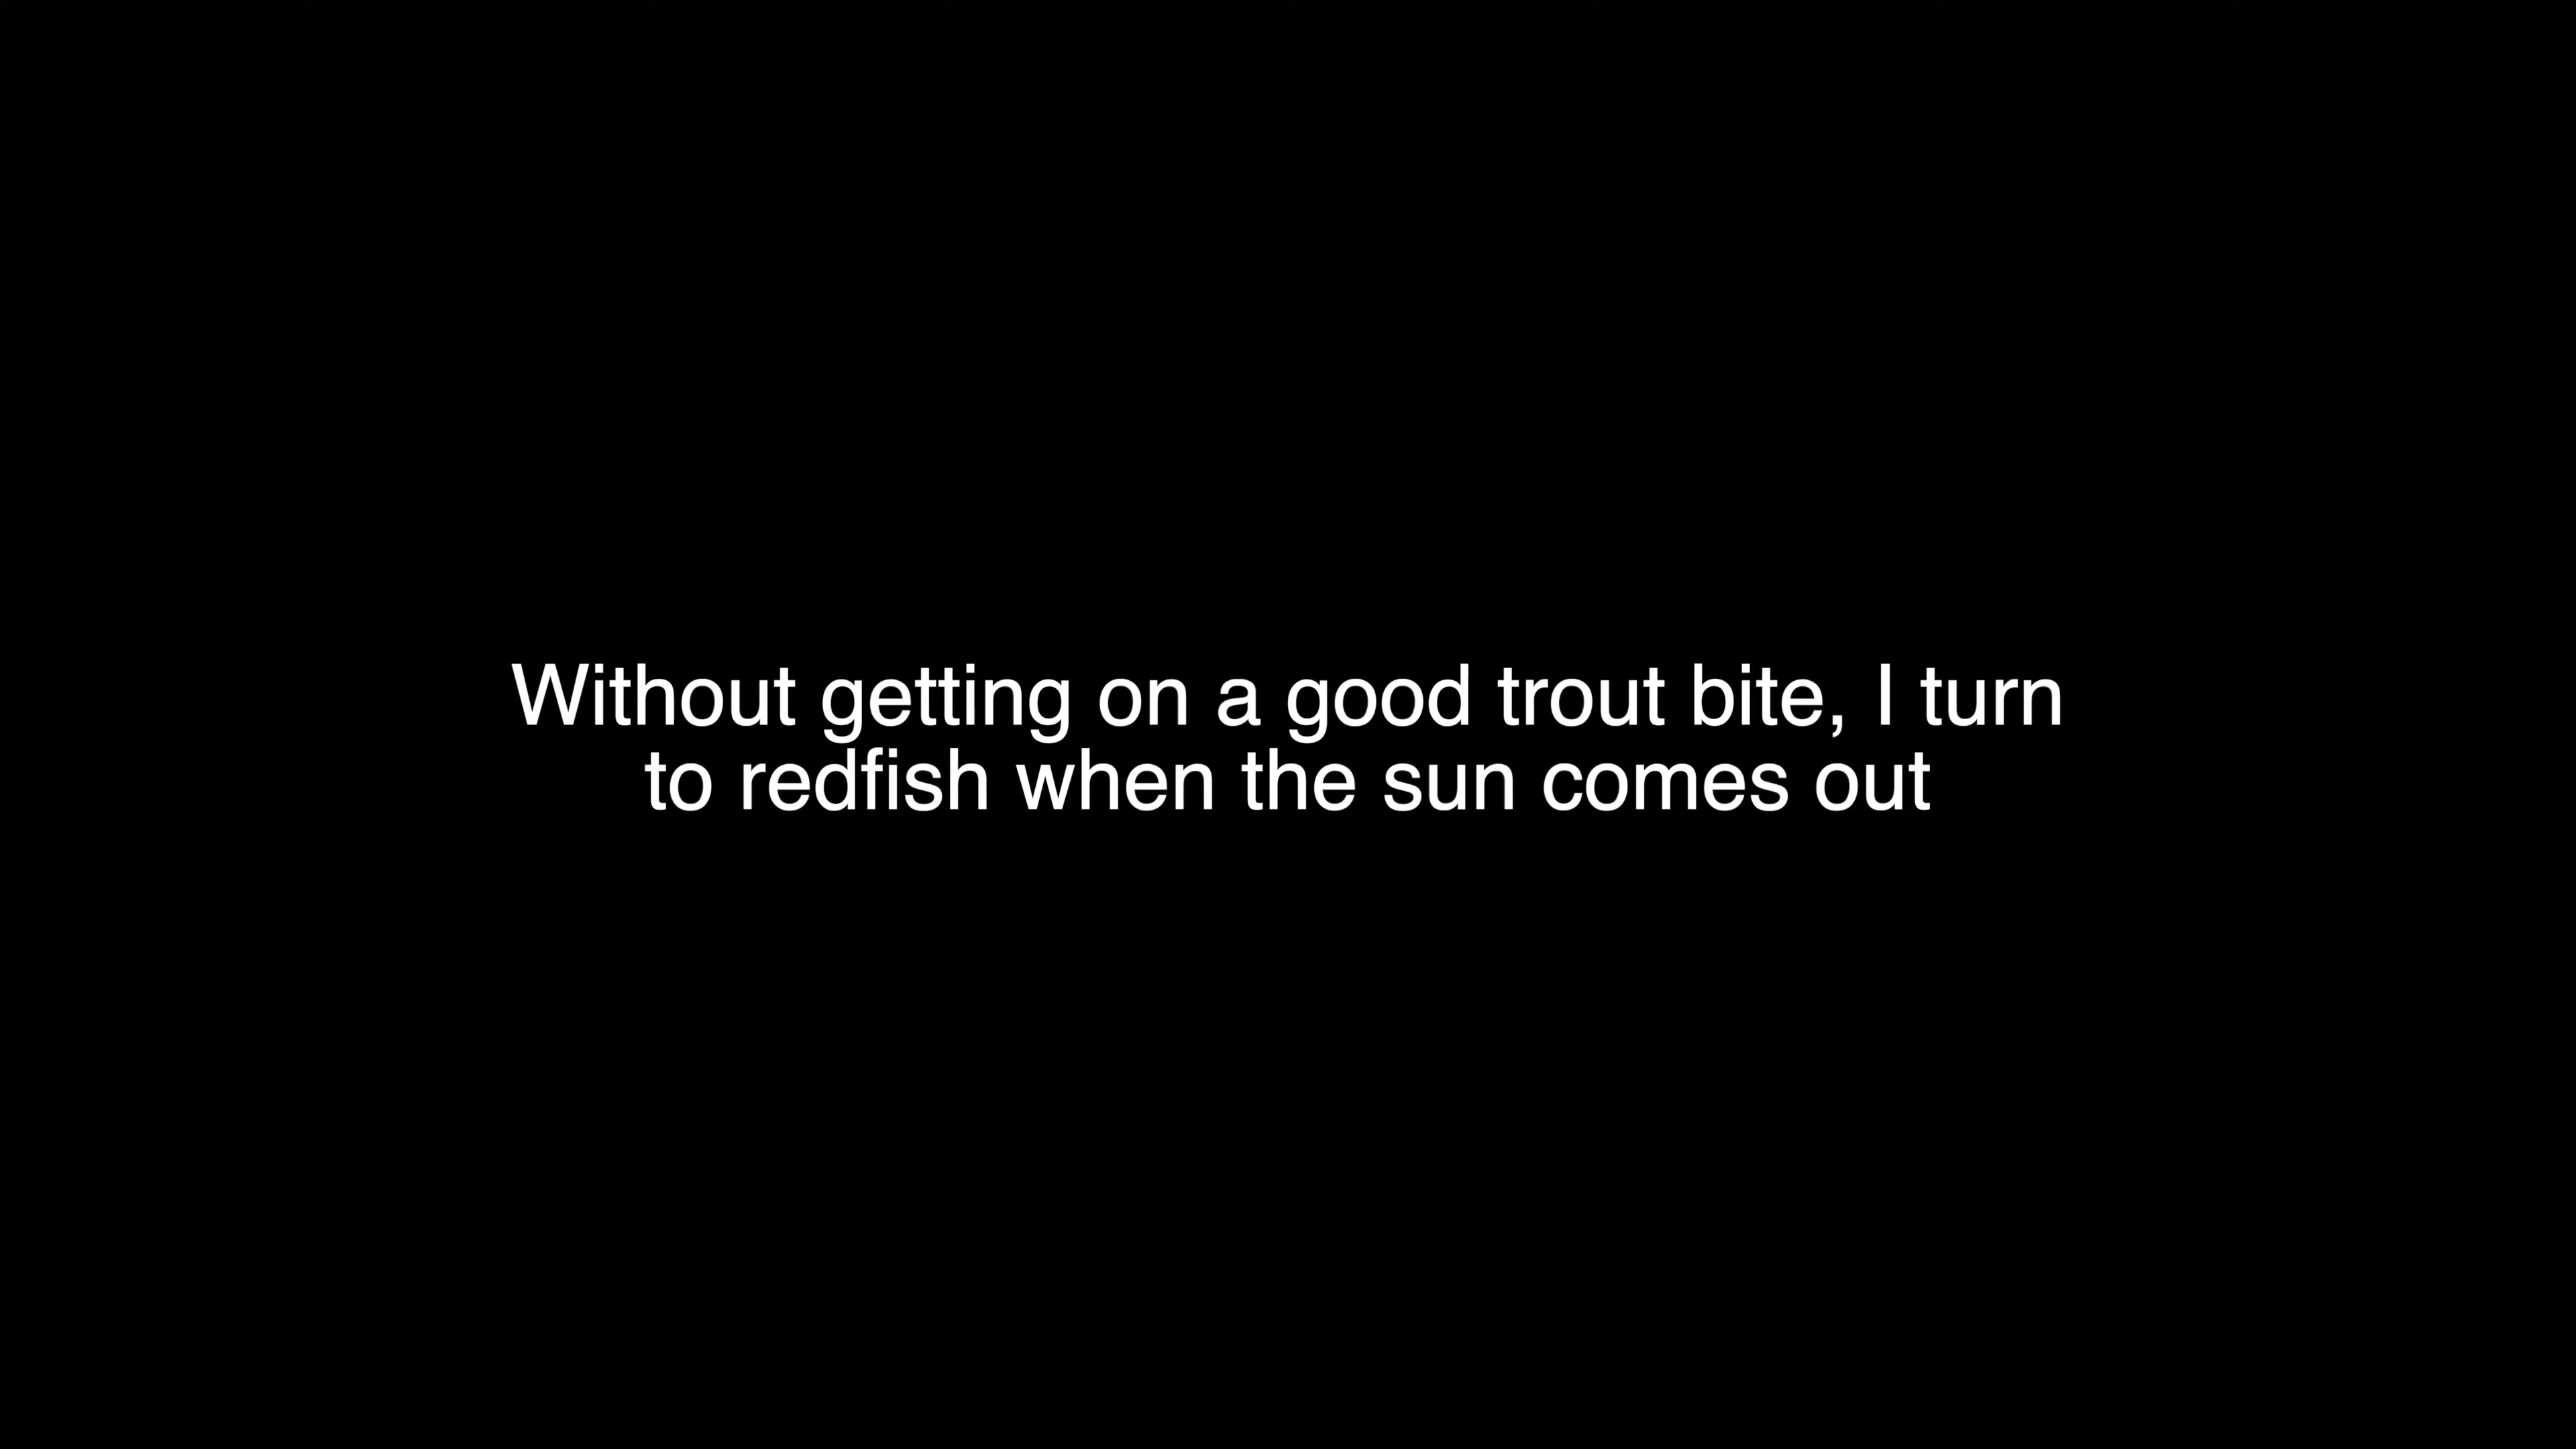 Without getting on a good trout bite, I turn
to redfish when the sun comes out